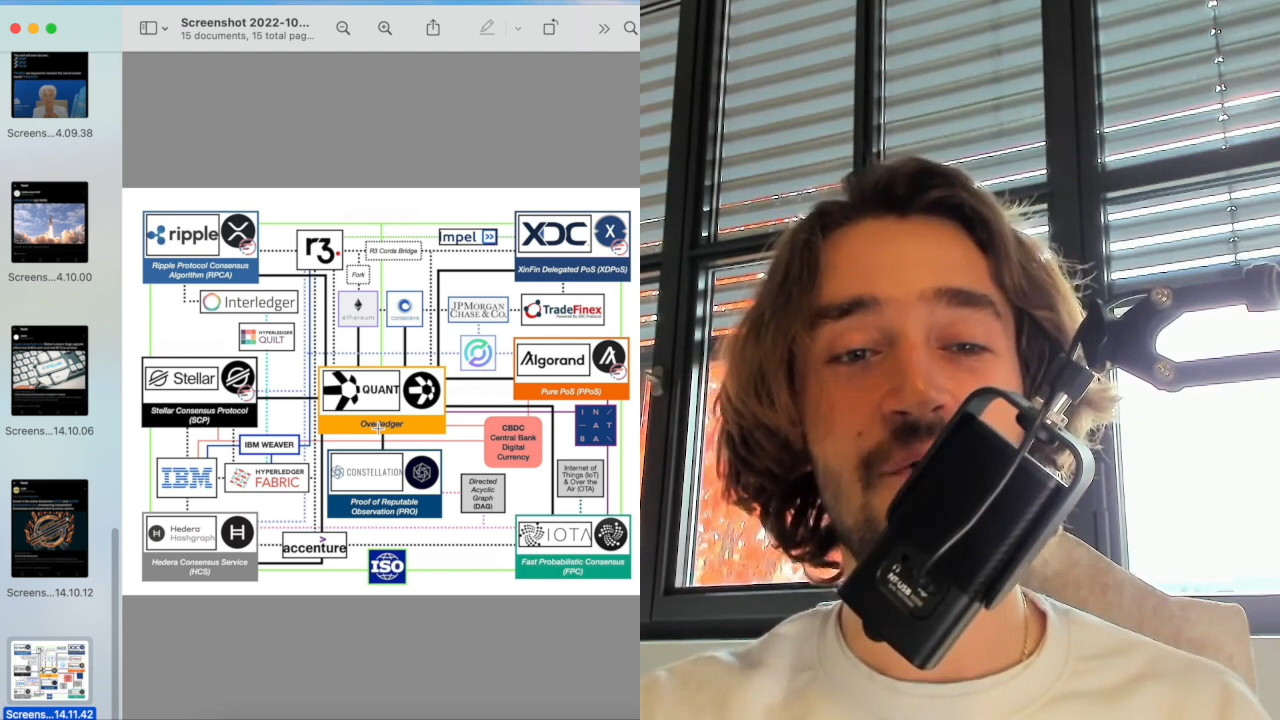 Screenshot 2022-10...
15 documents, 15 total pag...
Screens...4.09.38
Screens...4.10.00
Screens...14.10.06
Screens...14.10.12
Screens...14.11.42
ripple
Ripple Protocol Consensus
Algorithm (RPCA)
r3.
R3 Corda Bridge
Impel
XDC
XinFin Delegated PoS (XDPoS)
Fork
Interledger
ethereum
CONSENSYS
J.P.MORGAN
CHASE & CO.
TradeFinex
HYPERLEDGER
QUILT
Algorand
Pure PoS (PPoS)
Stellar
Stellar Consensus Protocol
(SCP)
QUANT
Overledger
CBDC
Central Bank
Digital
Currency
I N /
— A T
B A \
IBM WEAVER
IBM
HYPERLEDGER
FABRIC
CONSTELLATION
Proof of Reputable
Observation (PRO)
Directed
Acyclic
Graph
(DAG)
Internet of
Things (IoT)
& Over the
Air (OTA)
Hedera
Hashgraph
H
Hedera Consensus Service
(HCS)
accenture
ISO
IOTA
Fast Probabilistic Consensus
(FPC)
NT-USB